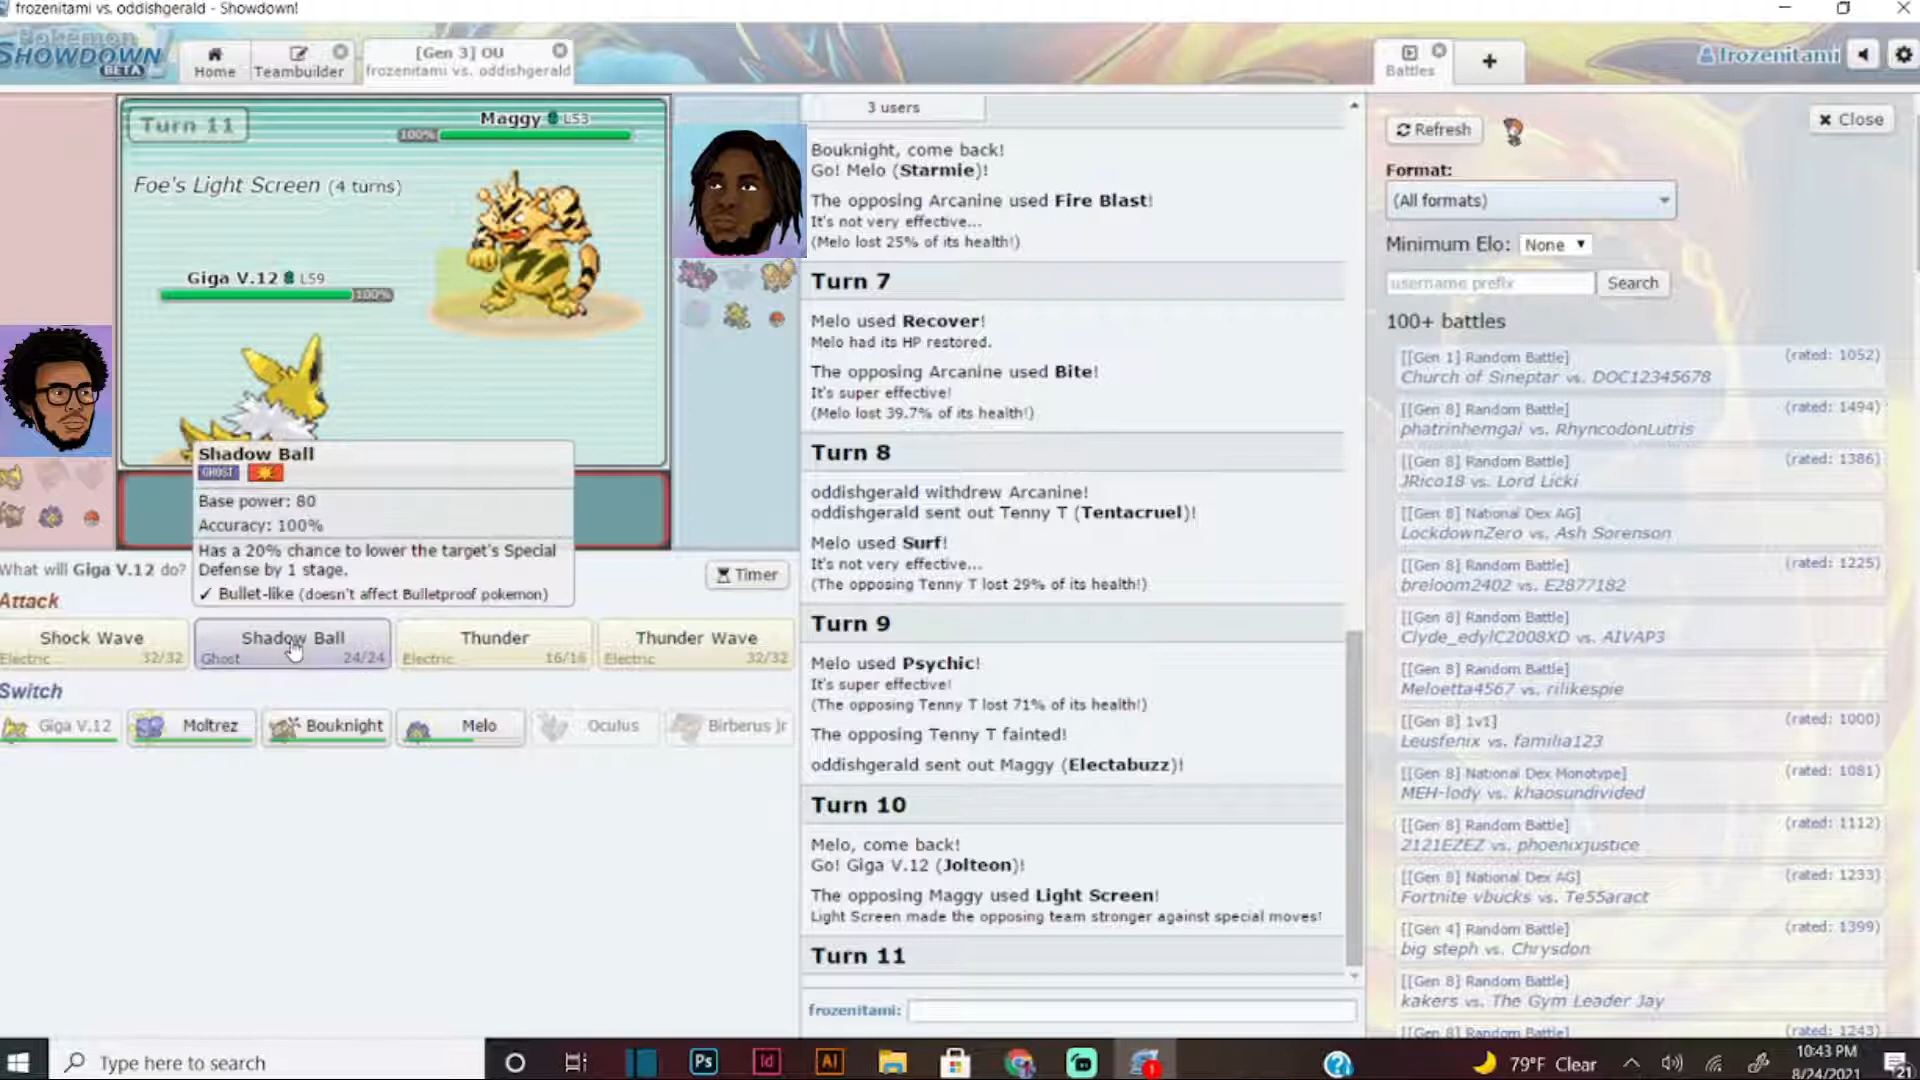 frozenitami vs. oddishgerald - Showdown!
Pokémon
SHOWDOWN
BETA
Home
Teambuilder
[Gen 3] OU
frozenitami vs. oddishgerald
Battles
frozenitami
Turn 11
Maggy L53
100%
Foe's Light Screen (4 turns)
Giga V.12 L59
100%
Shadow Ball
GHOST
Base power: 80
Accuracy: 100%
Has a 20% chance to lower the target's Special
Defense by 1 stage.
✓ Bullet-like (doesn't affect Bulletproof pokemon)
What will Giga V.12 do?
Timer
Attack
Shock Wave
Electric 32/32
Shadow Ball
Ghost 24/24
Thunder
Electric 16/16
Thunder Wave
Electric 32/32
Switch
Giga V.12
Moltrez
Bouknight
Melo
Oculus
Birberus Jr
3 users
Bouknight, come back!
Go! Melo (Starmie)!
The opposing Arcanine used Fire Blast!
It's not very effective...
(Melo lost 25% of its health!)
Turn 7
Melo used Recover!
Melo had its HP restored.
The opposing Arcanine used Bite!
It's super effective!
(Melo lost 39.7% of its health!)
Turn 8
oddishgerald withdrew Arcanine!
oddishgerald sent out Tenny T (Tentacruel)!
Melo used Surf!
It's not very effective...
(The opposing Tenny T lost 29% of its health!)
Turn 9
Melo used Psychic!
It's super effective!
(The opposing Tenny T lost 71% of its health!)
The opposing Tenny T fainted!
oddishgerald sent out Maggy (Electabuzz)!
Turn 10
Melo, come back!
Go! Giga V.12 (Jolteon)!
The opposing Maggy used Light Screen!
Light Screen made the opposing team stronger against special moves!
Turn 11
frozenitami:
Refresh
Close
Format:
(All formats)
Minimum Elo: None
username prefix
Search
100+ battles
[[Gen 1] Random Battle] (rated: 1052)
Church of Sineptar vs. DOC12345678
[[Gen 8] Random Battle] (rated: 1494)
phatrinhemgai vs. RhyncodonLutris
[[Gen 8] Random Battle] (rated: 1386)
JRico18 vs. Lord Licki
[[Gen 8] National Dex AG]
LockdownZero vs. Ash Sorenson
[[Gen 8] Random Battle] (rated: 1225)
breloom2402 vs. E2877182
[[Gen 8] Random Battle]
Clyde_edylC2008XD vs. AIVAP3
[[Gen 8] Random Battle]
Meloetta4567 vs. rilikespie
[[Gen 8] 1v1] (rated: 1000)
Leusfenix vs. familia123
[[Gen 8] National Dex Monotype] (rated: 1081)
MEH-lody vs. khaosundivided
[[Gen 8] Random Battle] (rated: 1112)
2121EZEZ vs. phoenixjustice
[[Gen 8] National Dex AG] (rated: 1233)
Fortnite vbucks vs. Te55aract
[[Gen 4] Random Battle] (rated: 1399)
big steph vs. Chrysdon
[[Gen 8] Random Battle]
kakers vs. The Gym Leader Jay
[[Gen 8] Random Battle] (rated: 1243)
Type here to search
Ps
Id
Ai
1
79°F Clear
10:43 PM
8/24/2021
21